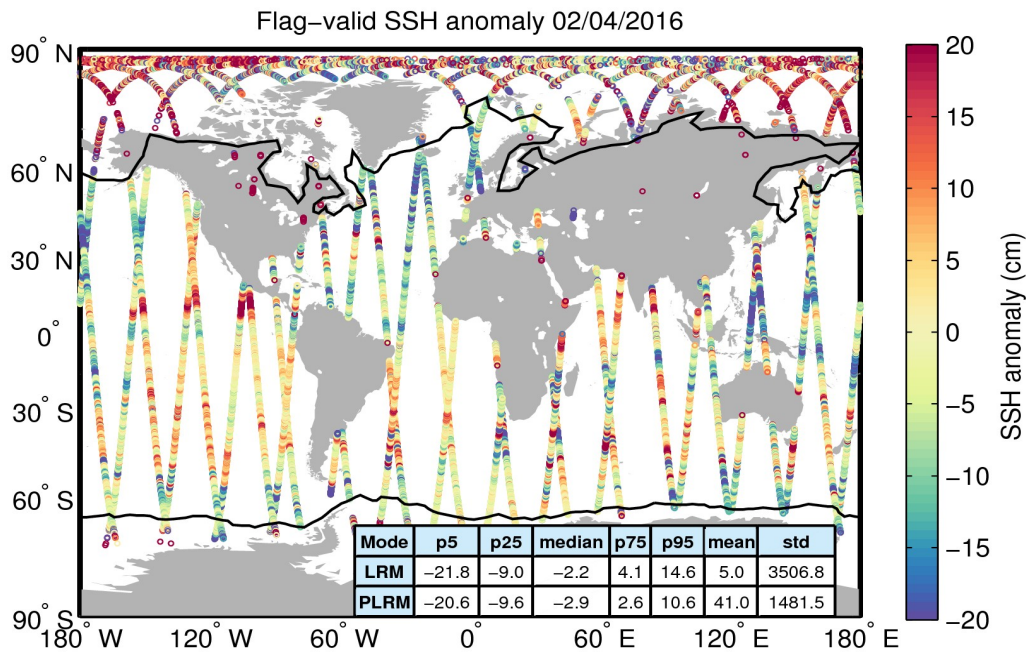 Flag−valid SSH anomaly 02/04/2016
90° N
60° N
30° N
0°
30° S
60° S
90° S
180° W 120° W 60° W 0° 60° E 120° E 180° E
Mode p5 p25 median p75 p95 mean std
LRM −21.8 −9.0 −2.2 4.1 14.6 5.0 3506.8
PLRM −20.6 −9.6 −2.9 2.6 10.6 41.0 1481.5
20
15
10
5
0
−5
−10
−15
−20
SSH anomaly (cm)